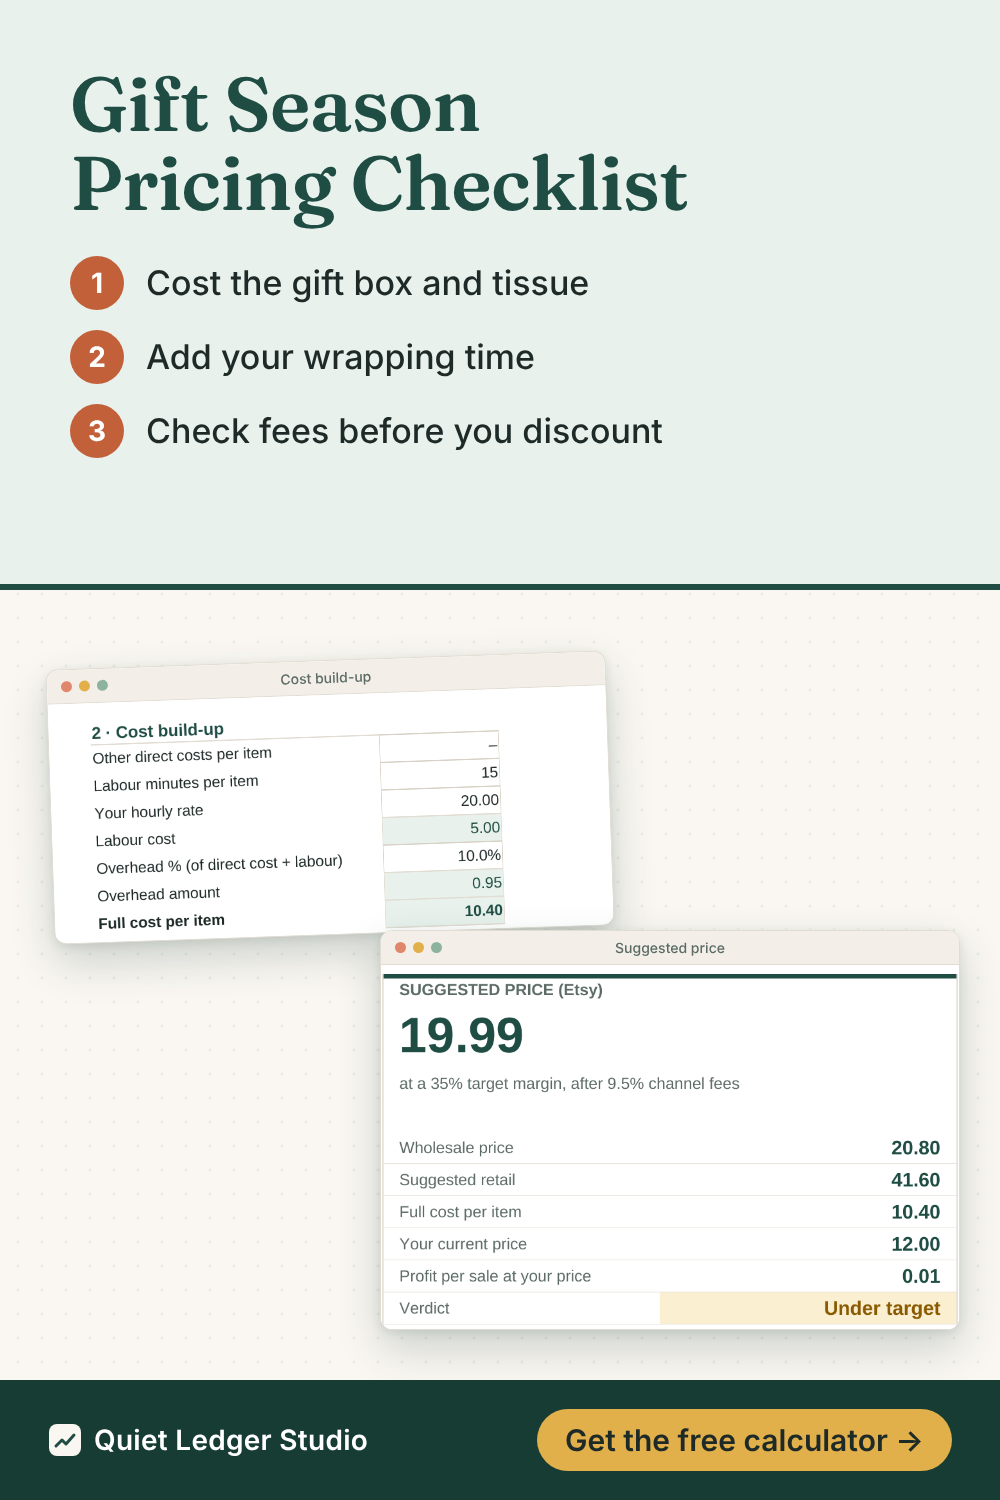 Gift Season
Pricing Checklist
1 Cost the gift box and tissue
2 Add your wrapping time
3 Check fees before you discount
Cost build-up
2 · Cost build-up
Other direct costs per item –
Labour minutes per item 15
Your hourly rate 20.00
Labour cost 5.00
Overhead % (of direct cost + labour) 10.0%
Overhead amount 0.95
Full cost per item 10.40
Suggested price
SUGGESTED PRICE (Etsy)
19.99
at a 35% target margin, after 9.5% channel fees
Wholesale price 20.80
Suggested retail 41.60
Full cost per item 10.40
Your current price 12.00
Profit per sale at your price 0.01
Verdict Under target
Quiet Ledger Studio
Get the free calculator →